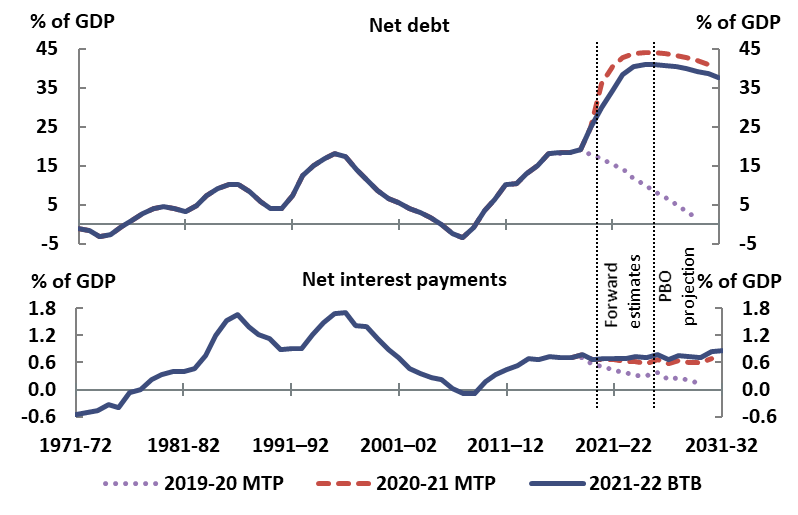 % of GDP Net debt % of GDP
45 45
35 35
25 25
15 15
5 5
-5 -5
% of GDP Net interest payments % of GDP
Forward estimates
PBO projection
1.8 1.8
1.2 1.2
0.6 0.6
0.0 0.0
-0.6 -0.6
1971-72 1981-82 1991–92 2001–02 2011–12 2021–22 2031-32
2019-20 MTP 2020-21 MTP 2021-22 BTB